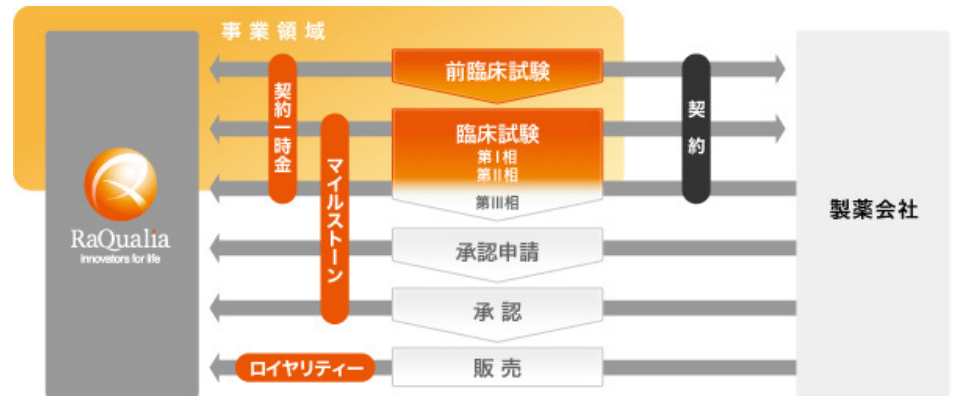 事業領域
前臨床試験
契約一時金
契約
臨床試験
第I相
第II相
第III相
マイルストーン
RaQualia
innovators for life
製薬会社
承認申請
承認
ロイヤリティー
販売